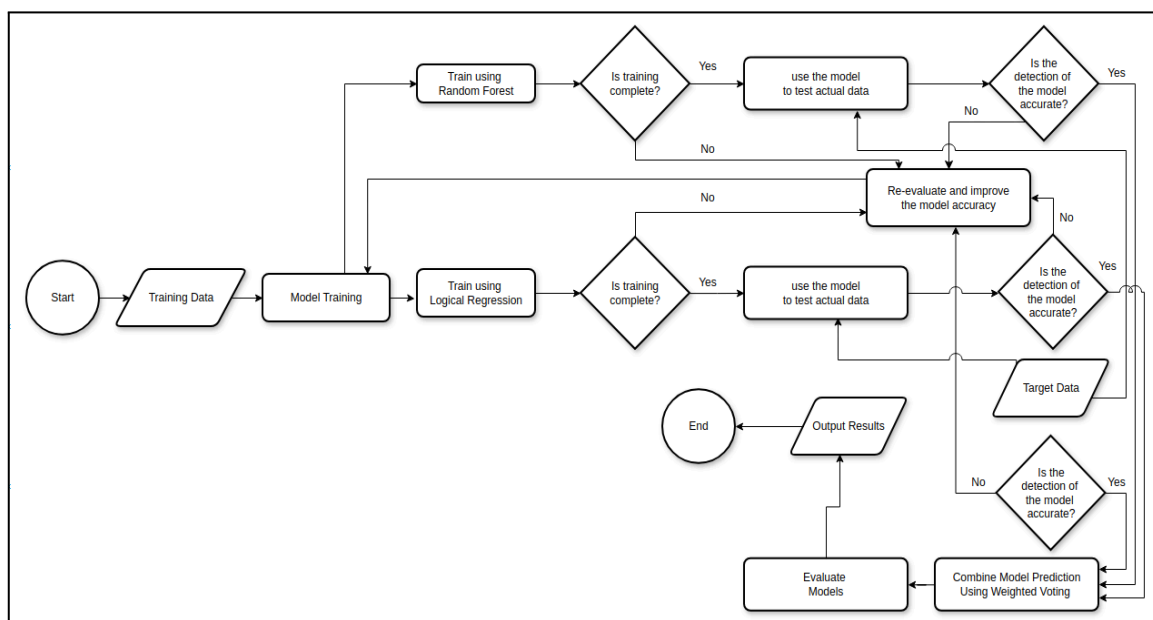 Train using
Random Forest
Is training
complete?
Yes
No
use the model
to test actual data
Is the
detection of
the model
accurate?
Yes
No
Re-evaluate and improve
the model accuracy
Start
Training Data
Model Training
Train using
Logical Regression
Is training
complete?
No
Yes
use the model
to test actual data
Is the
detection of
the model
accurate?
No
Yes
Target Data
End
Output Results
Is the
detection of
the model
accurate?
No
Yes
Evaluate
Models
Combine Model Prediction
Using Weighted Voting